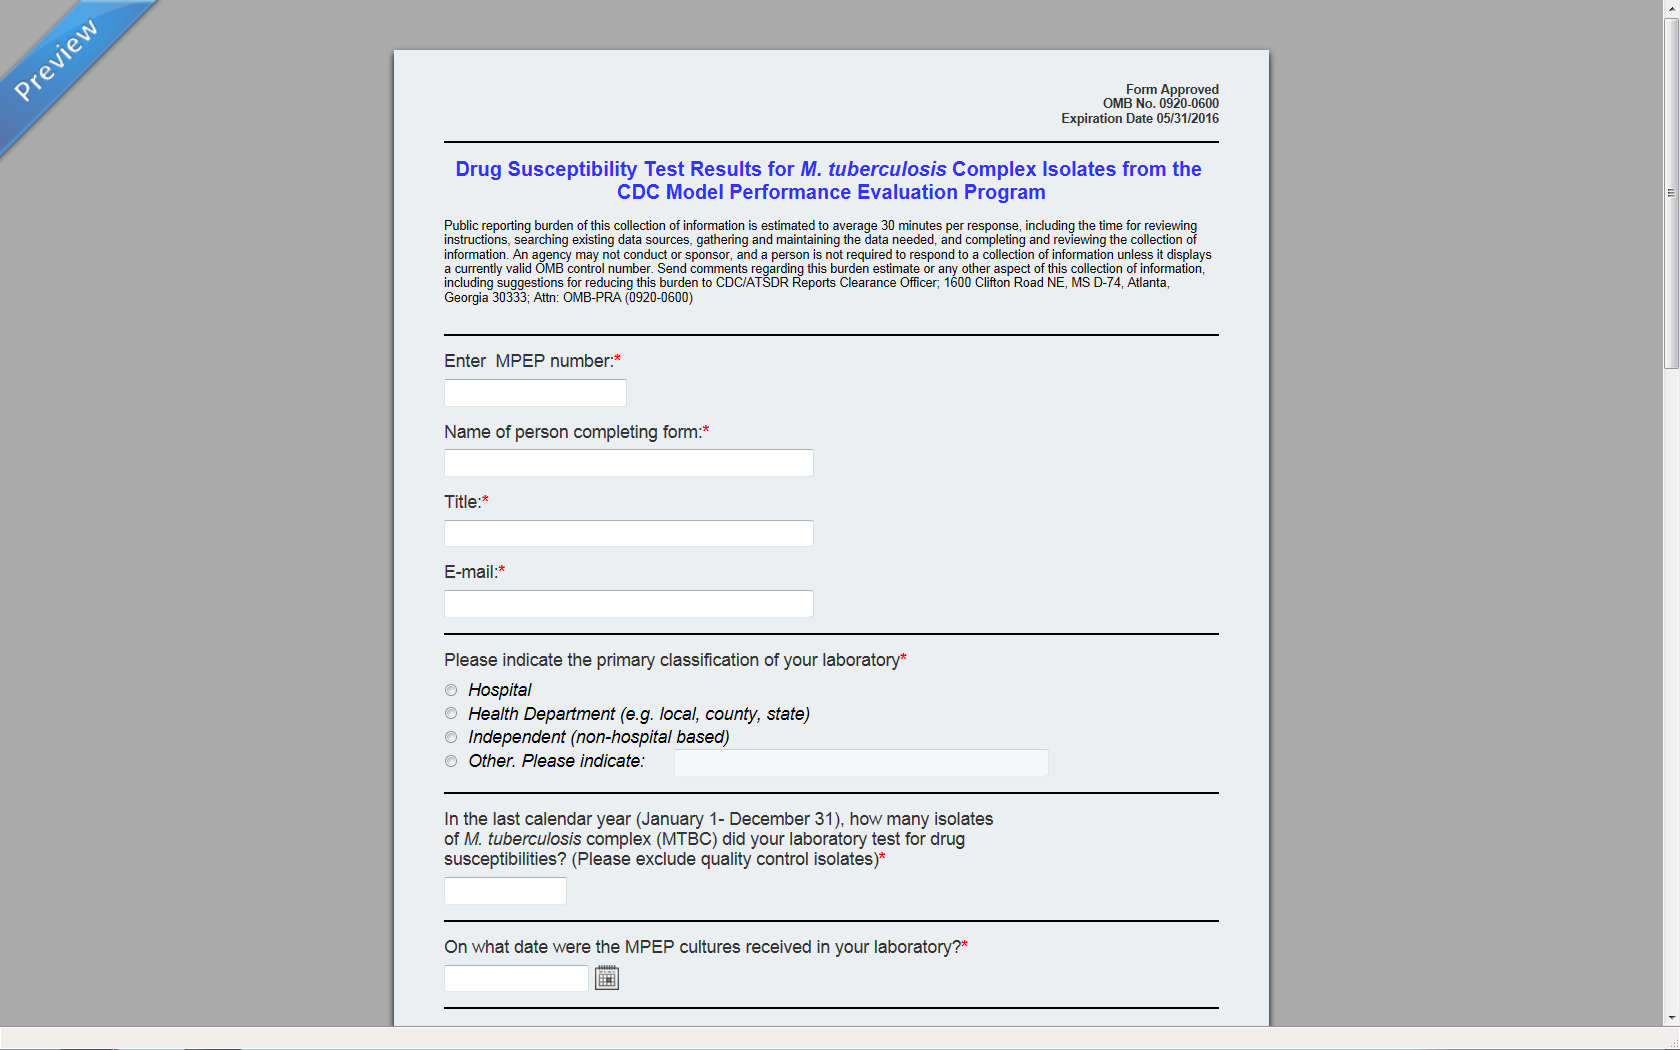 Preview
Form Approved
OMB No. 0920-0600
Expiration Date 05/31/2016
Drug Susceptibility Test Results for M. tuberculosis Complex Isolates from the
CDC Model Performance Evaluation Program
Public reporting burden of this collection of information is estimated to average 30 minutes per response, including the time for reviewing
instructions, searching existing data sources, gathering and maintaining the data needed, and completing and reviewing the collection of
information. An agency may not conduct or sponsor, and a person is not required to respond to a collection of information unless it displays
a currently valid OMB control number. Send comments regarding this burden estimate or any other aspect of this collection of information,
including suggestions for reducing this burden to CDC/ATSDR Reports Clearance Officer; 1600 Clifton Road NE, MS D-74, Atlanta,
Georgia 30333; Attn: OMB-PRA (0920-0600)
Enter  MPEP number:*
Name of person completing form:*
Title:*
E-mail:*
Please indicate the primary classification of your laboratory*
Hospital
Health Department (e.g. local, county, state)
Independent (non-hospital based)
Other. Please indicate:
In the last calendar year (January 1- December 31), how many isolates
of M. tuberculosis complex (MTBC) did your laboratory test for drug
susceptibilities? (Please exclude quality control isolates)*
On what date were the MPEP cultures received in your laboratory?*